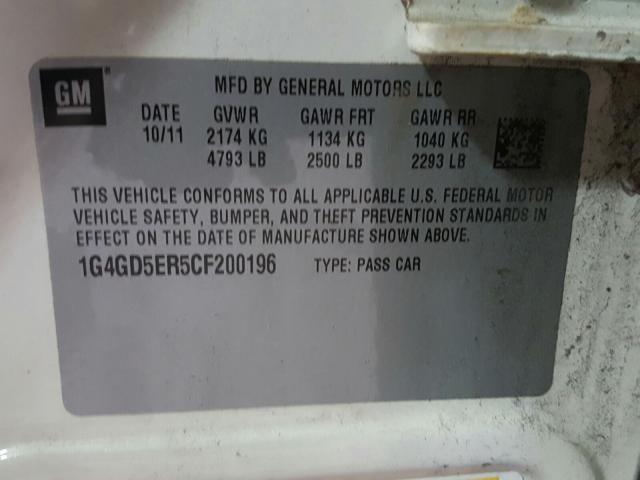 GM
MFD BY GENERAL MOTORS LLC
DATE GVWR GAWR FRT GAWR RR
10/11 2174 KG 1134 KG 1040 KG
4793 LB 2500 LB 2293 LB
THIS VEHICLE CONFORMS TO ALL APPLICABLE U.S. FEDERAL MOTOR
VEHICLE SAFETY, BUMPER, AND THEFT PREVENTION STANDARDS IN
EFFECT ON THE DATE OF MANUFACTURE SHOWN ABOVE.
1G4GD5ER5CF200196 TYPE: PASS CAR